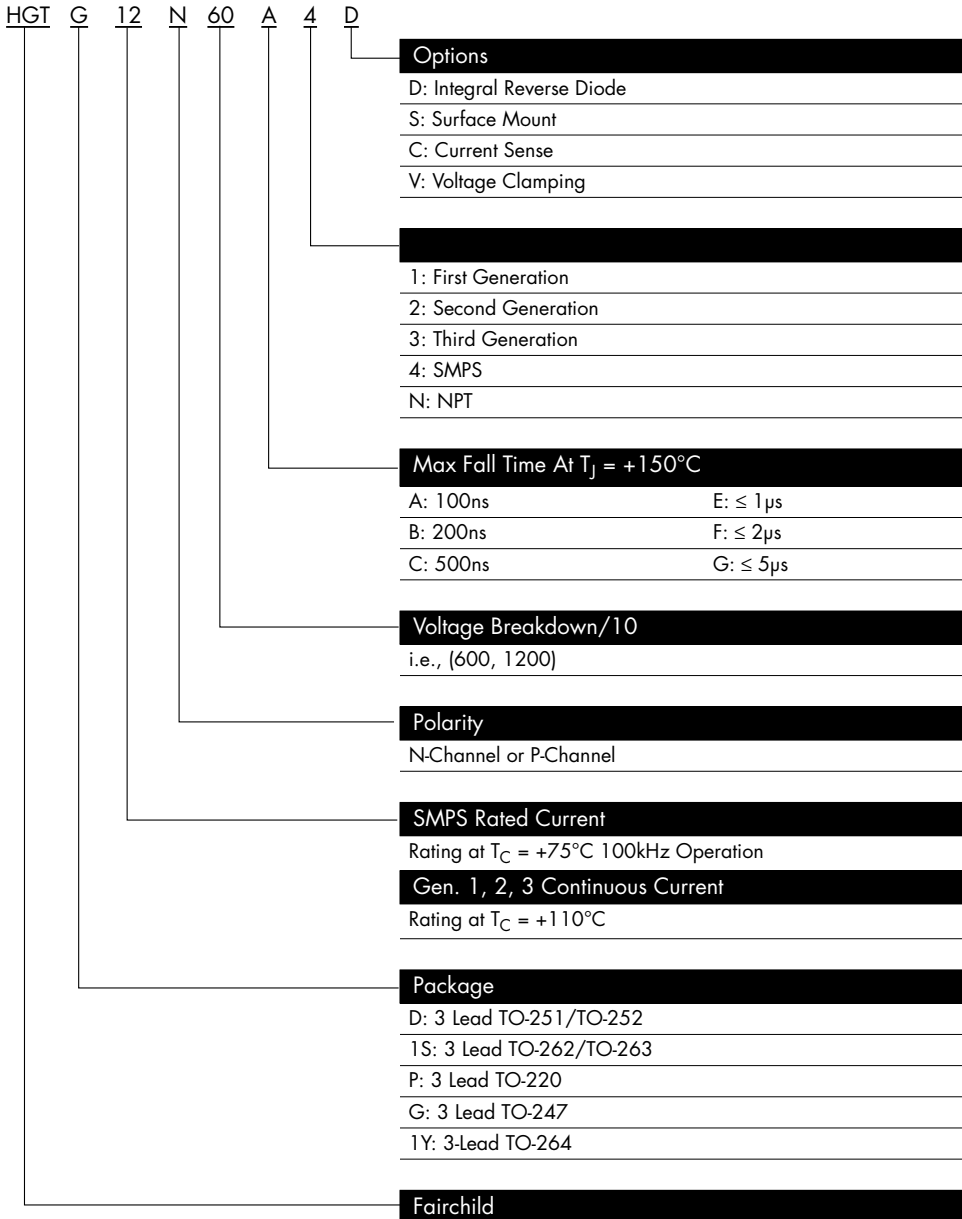 HGT G 12 N 60 A 4 D
Options
D: Integral Reverse Diode
S: Surface Mount
C: Current Sense
V: Voltage Clamping
1: First Generation
2: Second Generation
3: Third Generation
4: SMPS
N: NPT
Max Fall Time At TJ = +150°C
A: 100ns E: ≤ 1µs
B: 200ns F: ≤ 2µs
C: 500ns G: ≤ 5µs
Voltage Breakdown/10
i.e., (600, 1200)
Polarity
N-Channel or P-Channel
SMPS Rated Current
Rating at TC = +75°C 100kHz Operation
Gen. 1, 2, 3 Continuous Current
Rating at TC = +110°C
Package
D: 3 Lead TO-251/TO-252
1S: 3 Lead TO-262/TO-263
P: 3 Lead TO-220
G: 3 Lead TO-247
1Y: 3-Lead TO-264
Fairchild